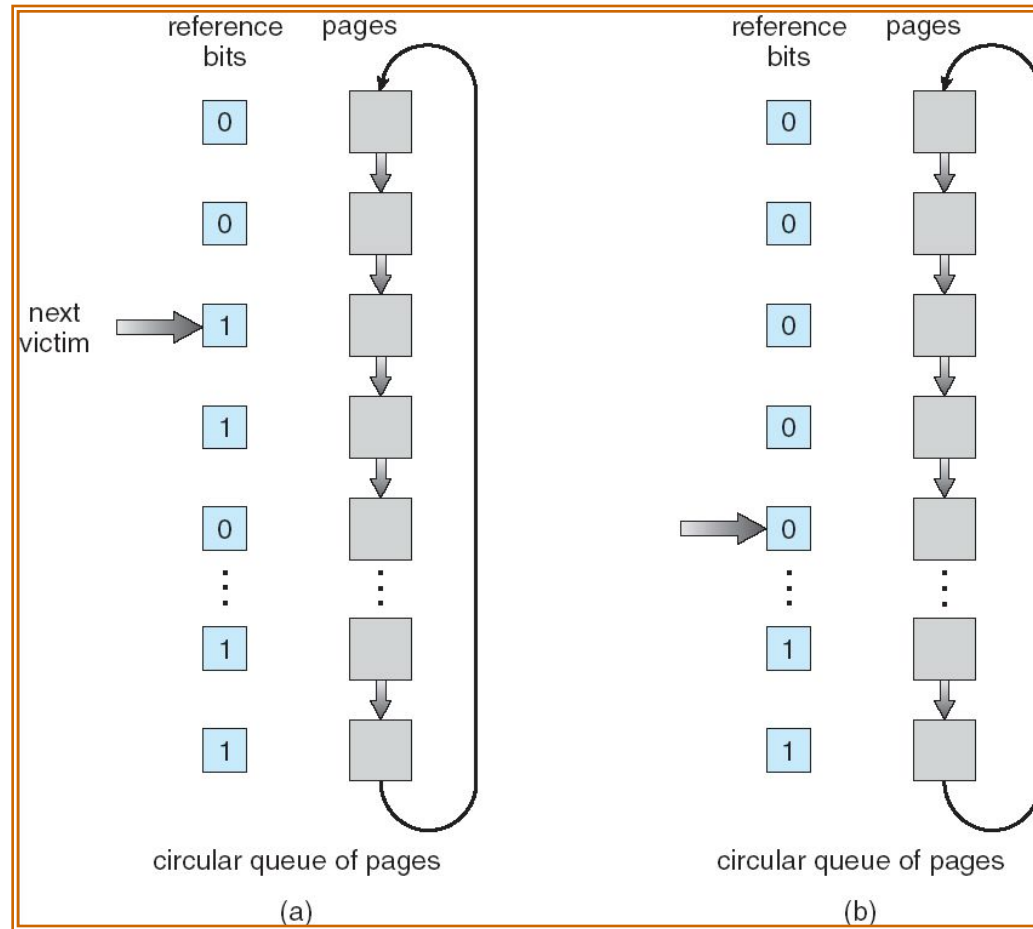 reference pages
bits
0
0
next
victim
1
1
0
1
1
circular queue of pages
(a)
reference pages
bits
0
0
0
0
0
1
1
circular queue of pages
(b)